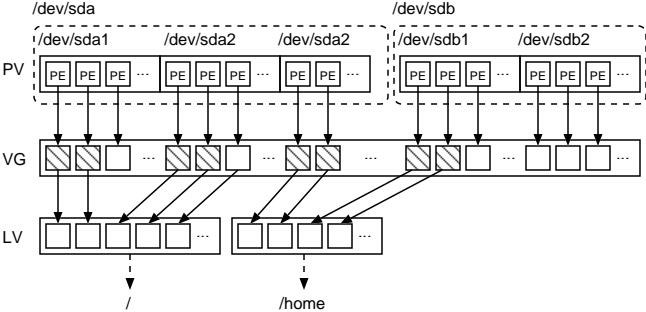 /dev/sda /dev/sdb
/dev/sda1 /dev/sda2 /dev/sda2 /dev/sdb1 /dev/sdb2
PV PE PE PE ... PE PE PE ... PE PE ... PE PE PE ... PE PE PE ...
VG ... ... ... ... ...
LV ... ...
/ /home